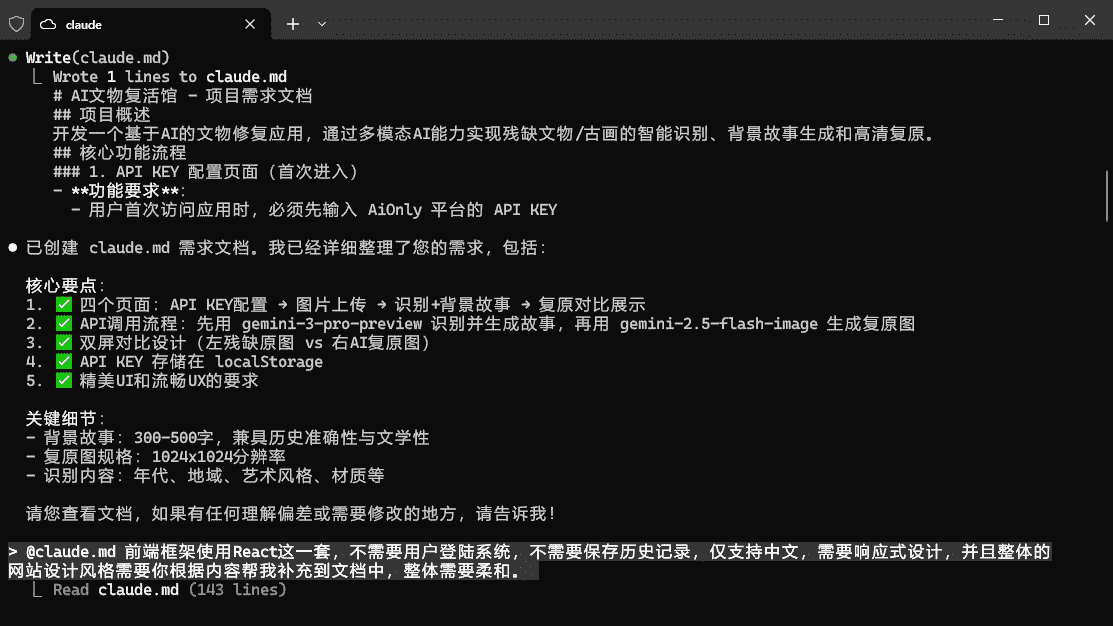 claude
Write(claude.md)
Wrote 1 lines to claude.md
# AI文物复活馆 - 项目需求文档
## 项目概述
开发一个基于AI的文物修复应用，通过多模态AI能力实现残缺文物/古画的智能识别、背景故事生成和高清复原。
## 核心功能流程
### 1. API KEY 配置页面（首次进入）
- **功能要求**：
- 用户首次访问应用时，必须先输入 AiOnly 平台的 API KEY
已创建 claude.md 需求文档。我已经详细整理了您的需求，包括：
核心要点：
1. ✅ 四个页面：API KEY配置 → 图片上传 → 识别+背景故事 → 复原对比展示
2. ✅ API调用流程：先用 gemini-3-pro-preview 识别并生成故事，再用 gemini-2.5-flash-image 生成复原图
3. ✅ 双屏对比设计（左残缺原图 vs 右AI复原图）
4. ✅ API KEY 存储在 localStorage
5. ✅ 精美UI和流畅UX的要求
关键细节：
- 背景故事：300-500字，兼具历史准确性与文学性
- 复原图规格：1024x1024分辨率
- 识别内容：年代、地域、艺术风格、材质等
请您查看文档，如果有任何理解偏差或需要修改的地方，请告诉我！
> @claude.md 前端框架使用React这一套，不需要用户登陆系统，不需要保存历史记录，仅支持中文，需要响应式设计，并且整体的
网站设计风格需要你根据内容帮我补充到文档中，整体需要柔和。
Read claude.md (143 lines)